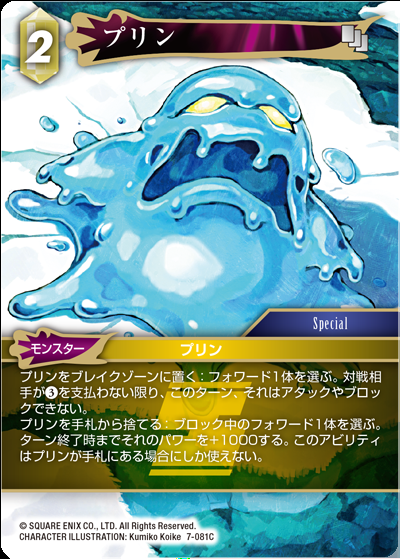 2
プリン
Special
モンスター
プリン
プリンをブレイクゾーンに置く：フォワード1体を選ぶ。対戦相
手が❸を支払わない限り、このターン、それはアタックやブロッ
クできない。
プリンを手札から捨てる：ブロック中のフォワード1体を選ぶ。
ターン終了時までそれのパワーを＋1000する。このアビリティ
はプリンが手札にある場合にしか使えない。
© SQUARE ENIX CO., LTD. All Rights Reserved.
CHARACTER ILLUSTRATION: Kumiko Koike 7-081C